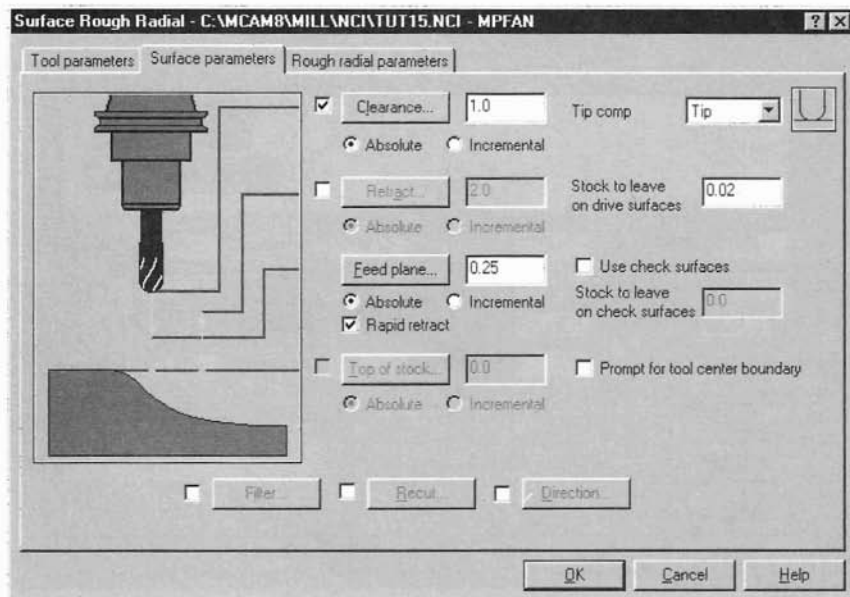 Surface Rough Radial - C:\MCAM8\MILL\NCI\TUT15.NCI - MPFAN
Tool parameters Surface parameters Rough radial parameters
Clearance... 1.0 Tip comp Tip
Absolute Incremental
Retract... 2.0 Stock to leave on drive surfaces 0.02
Absolute Incremental
Feed plane... 0.25 Use check surfaces
Absolute Incremental Stock to leave on check surfaces 0.0
Rapid retract
Top of stock... 0.0 Prompt for tool center boundary
Absolute Incremental
Filter... Recut... Direction...
OK Cancel Help